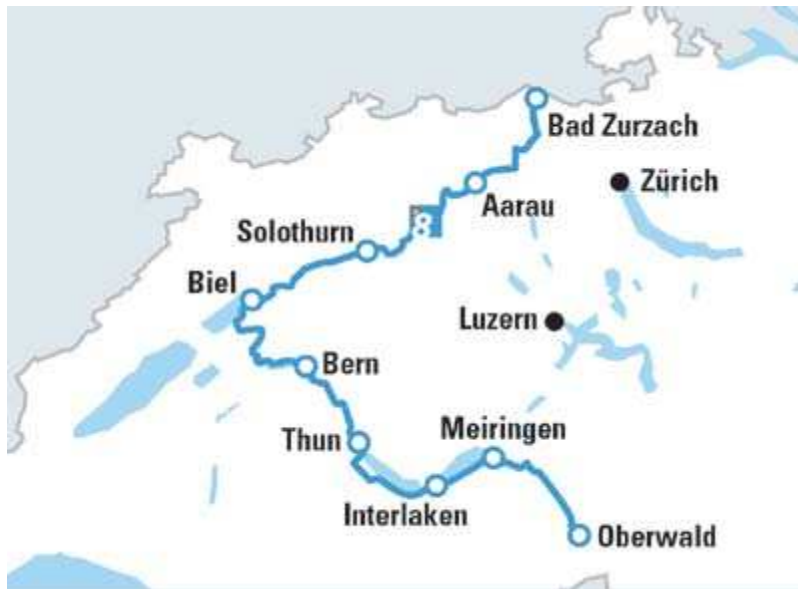 Bad Zurzach
Zürich
Aarau
8
Solothurn
Biel
Luzern
Bern
Meiringen
Thun
Interlaken
Oberwald